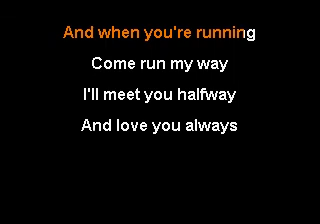 And when you're running
Come run my way
I'll meet you halfway
And love you always